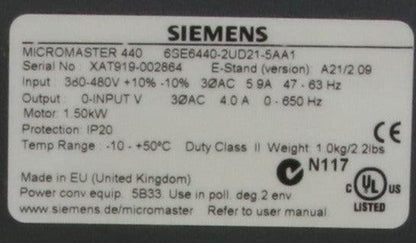 SIEMENS
MICROMASTER 440 6SE6440-2UD21-5AA1
Serial No : XAT919-002864 E-Stand (version) : A21/2.09
Input : 380-480V +10% -10% 3ØAC 5.9A 47 - 63 Hz
Output : 0-INPUT V 3ØAC 4.0 A 0 - 650 Hz
Motor: 1.50kW
Protection: IP20
Temp Range : -10 - +50°C Duty Class II Weight: 1.0kg/2.2lbs
N117
Made in EU (United Kingdom)
Power conv. equip. 5B33. Use in poll. deg.2 env
www.siemens.de/micromaster Refer to user manual.
CE
C UL US
LISTED